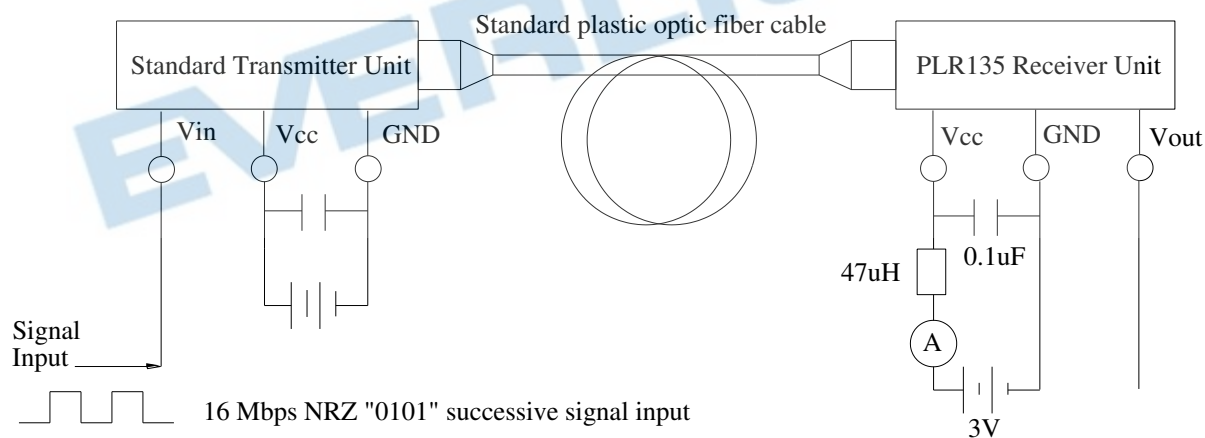 Standard plastic optic fiber cable
Standard Transmitter Unit
PLR135 Receiver Unit
Vin
Vcc
GND
Vcc
GND
Vout
47uH
0.1uF
A
3V
Signal
Input
16 Mbps NRZ "0101" successive signal input